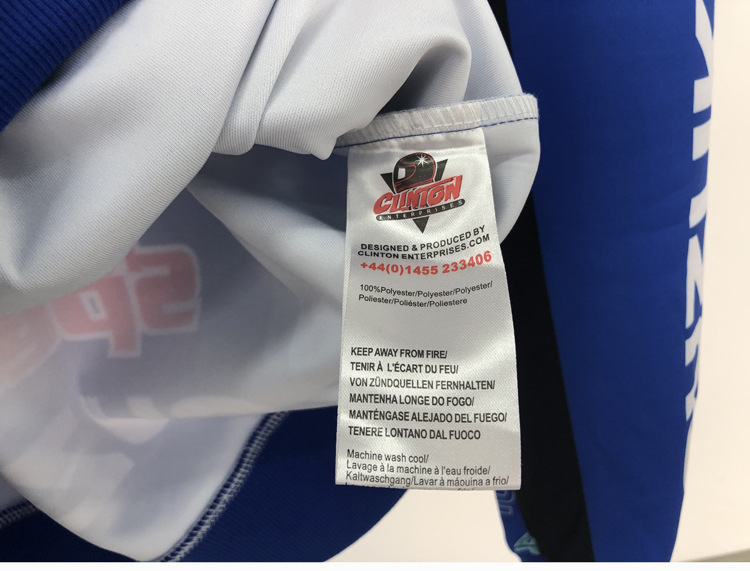 CLINTON
ENTERPRISES
DESIGNED & PRODUCED BY
CLINTON ENTERPRISES.COM
+44(0)1455 233406
100%Polyester/Polyester/Polyester/
Poliester/Poliéster/Poliestere
KEEP AWAY FROM FIRE/
TENIR À L'ÉCART DU FEU/
VON ZÜNDQUELLEN FERNHALTEN/
MANTENHA LONGE DO FOGO/
MANTÉNGASE ALEJADO DEL FUEGO/
TENERE LONTANO DAL FUOCO
Machine wash cool/
Lavage à la machine à l'eau froide/
Kaltwaschgang/Lavar à máouina a frio/